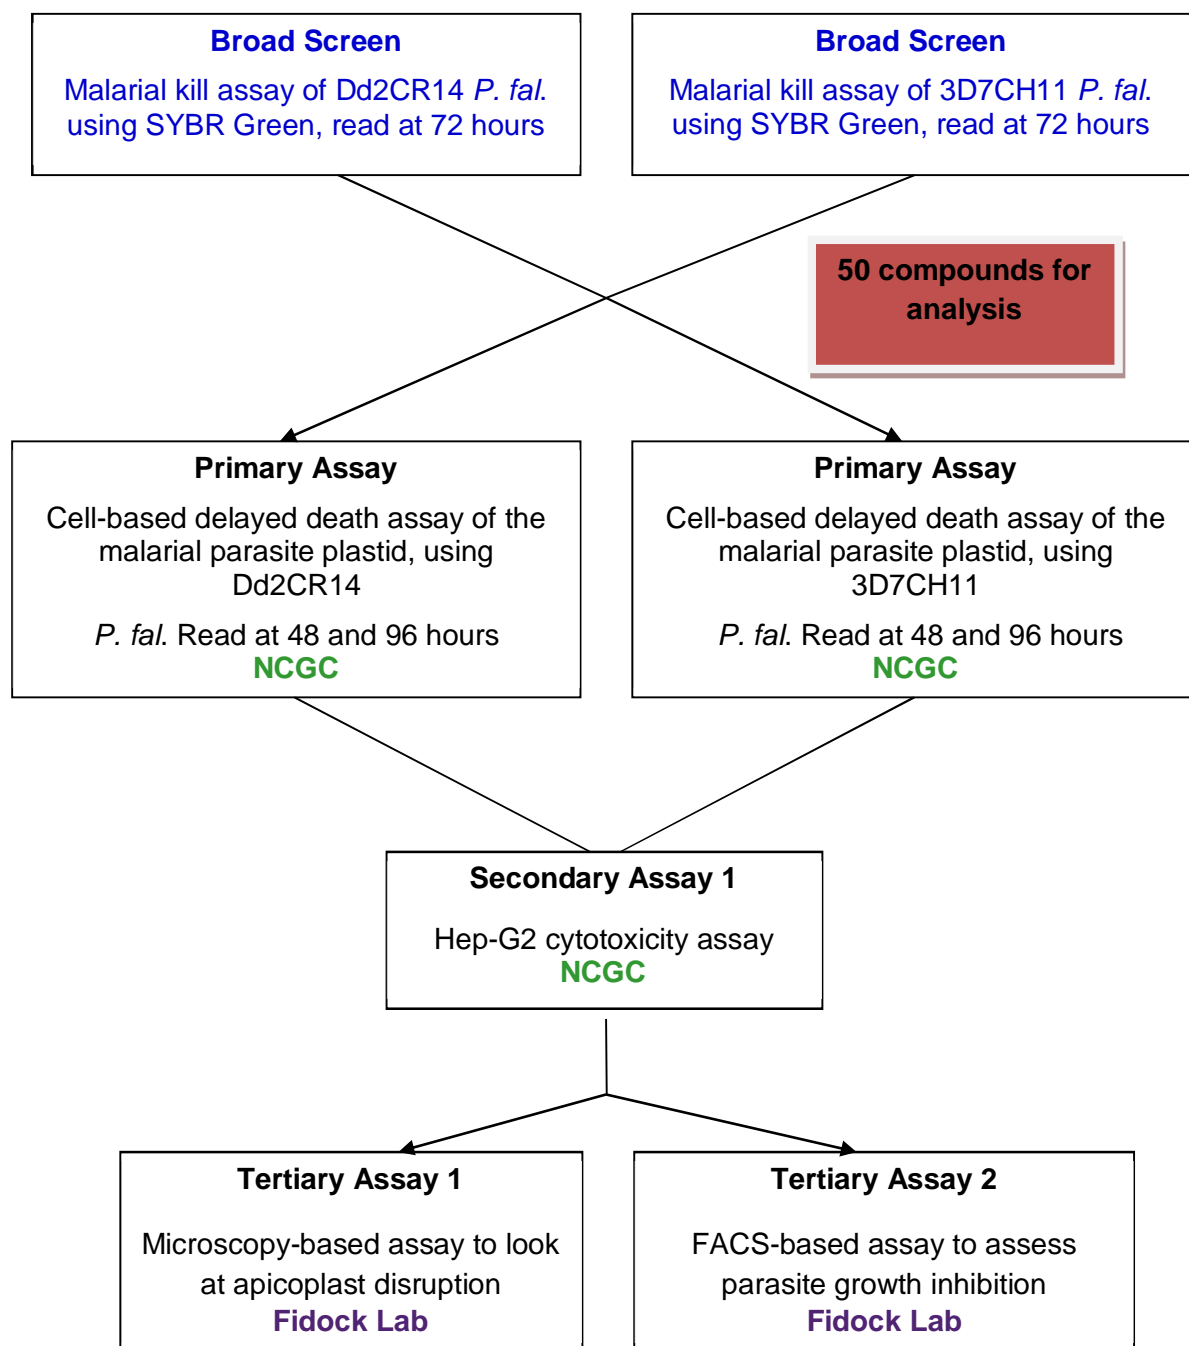 Broad Screen
Malarial kill assay of Dd2CR14 P. fal.
using SYBR Green, read at 72 hours
Broad Screen
Malarial kill assay of 3D7CH11 P. fal.
using SYBR Green, read at 72 hours
50 compounds for
analysis
Primary Assay
Cell-based delayed death assay of the
malarial parasite plastid, using
Dd2CR14
P. fal. Read at 48 and 96 hours
NCGC
Primary Assay
Cell-based delayed death assay of the
malarial parasite plastid, using
3D7CH11
P. fal. Read at 48 and 96 hours
NCGC
Secondary Assay 1
Hep-G2 cytotoxicity assay
NCGC
Tertiary Assay 1
Microscopy-based assay to look
at apicoplast disruption
Fidock Lab
Tertiary Assay 2
FACS-based assay to assess
parasite growth inhibition
Fidock Lab